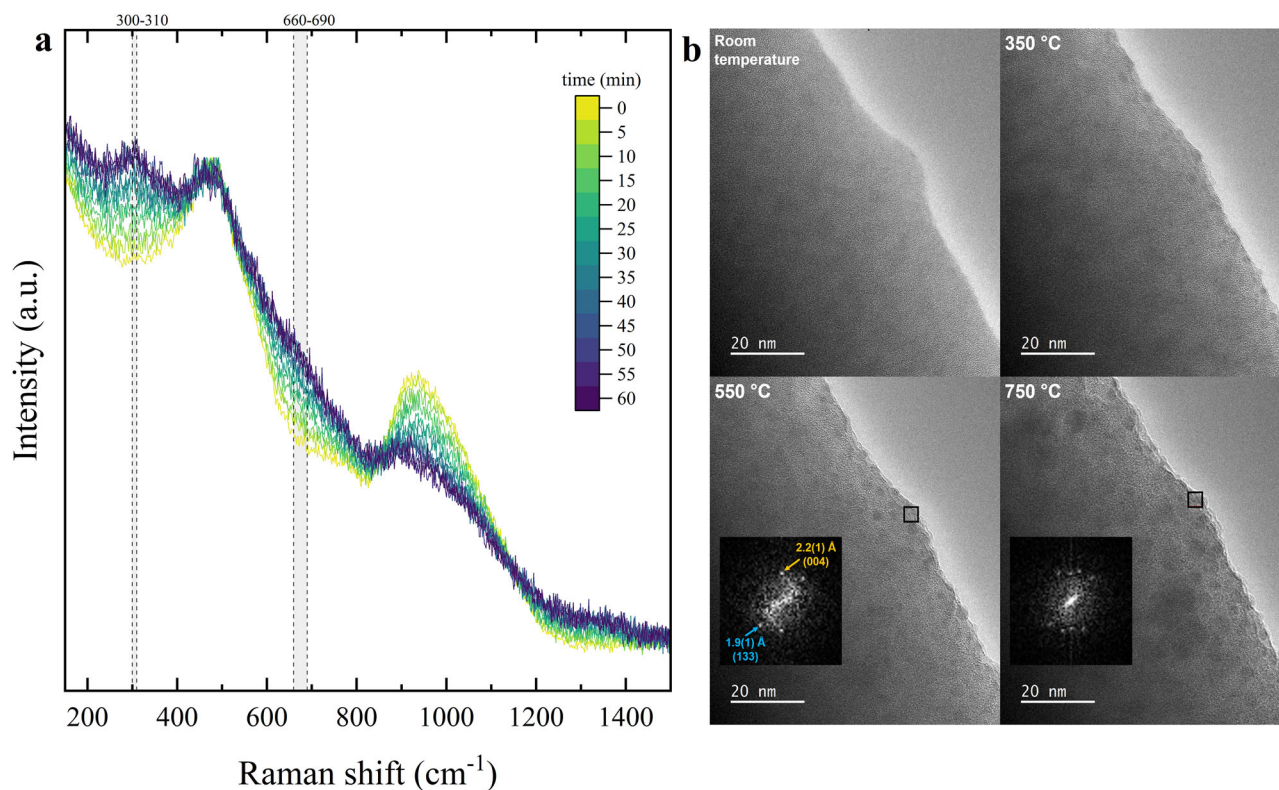 a
300-310
660-690
time (min)
0
5
10
15
20
25
30
35
40
45
50
55
60
Intensity (a.u.)
200
400
600
800
1000
1200
1400
Raman shift (cm⁻¹)
b
Room
temperature
20 nm
350 °C
20 nm
550 °C
2.2(1) Å
(004)
1.9(1) Å
(133)
20 nm
750 °C
20 nm